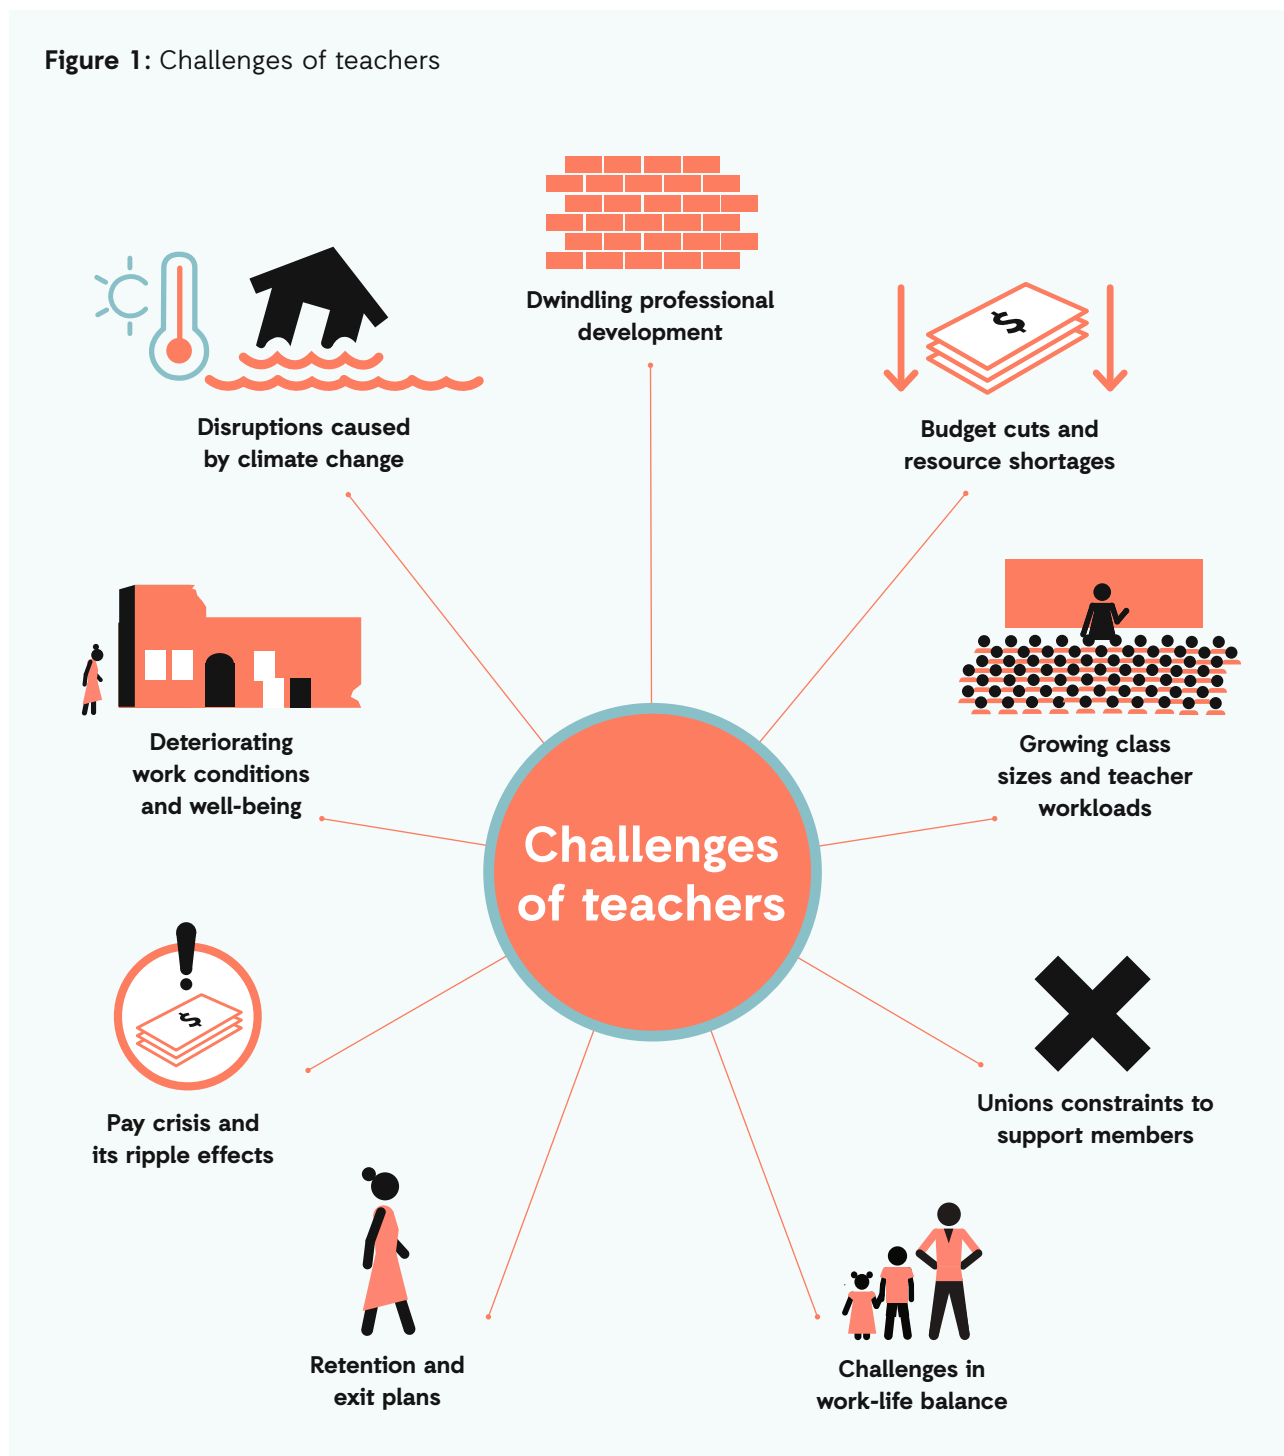 Figure 1: Challenges of teachers
Dwindling professional
development
Budget cuts and
resource shortages
Growing class
sizes and teacher
workloads
Unions constraints to
support members
Challenges in
work-life balance
Retention and
exit plans
Pay crisis and
its ripple effects
Deteriorating
work conditions
and well-being
Disruptions caused
by climate change
Challenges
of teachers
$
$